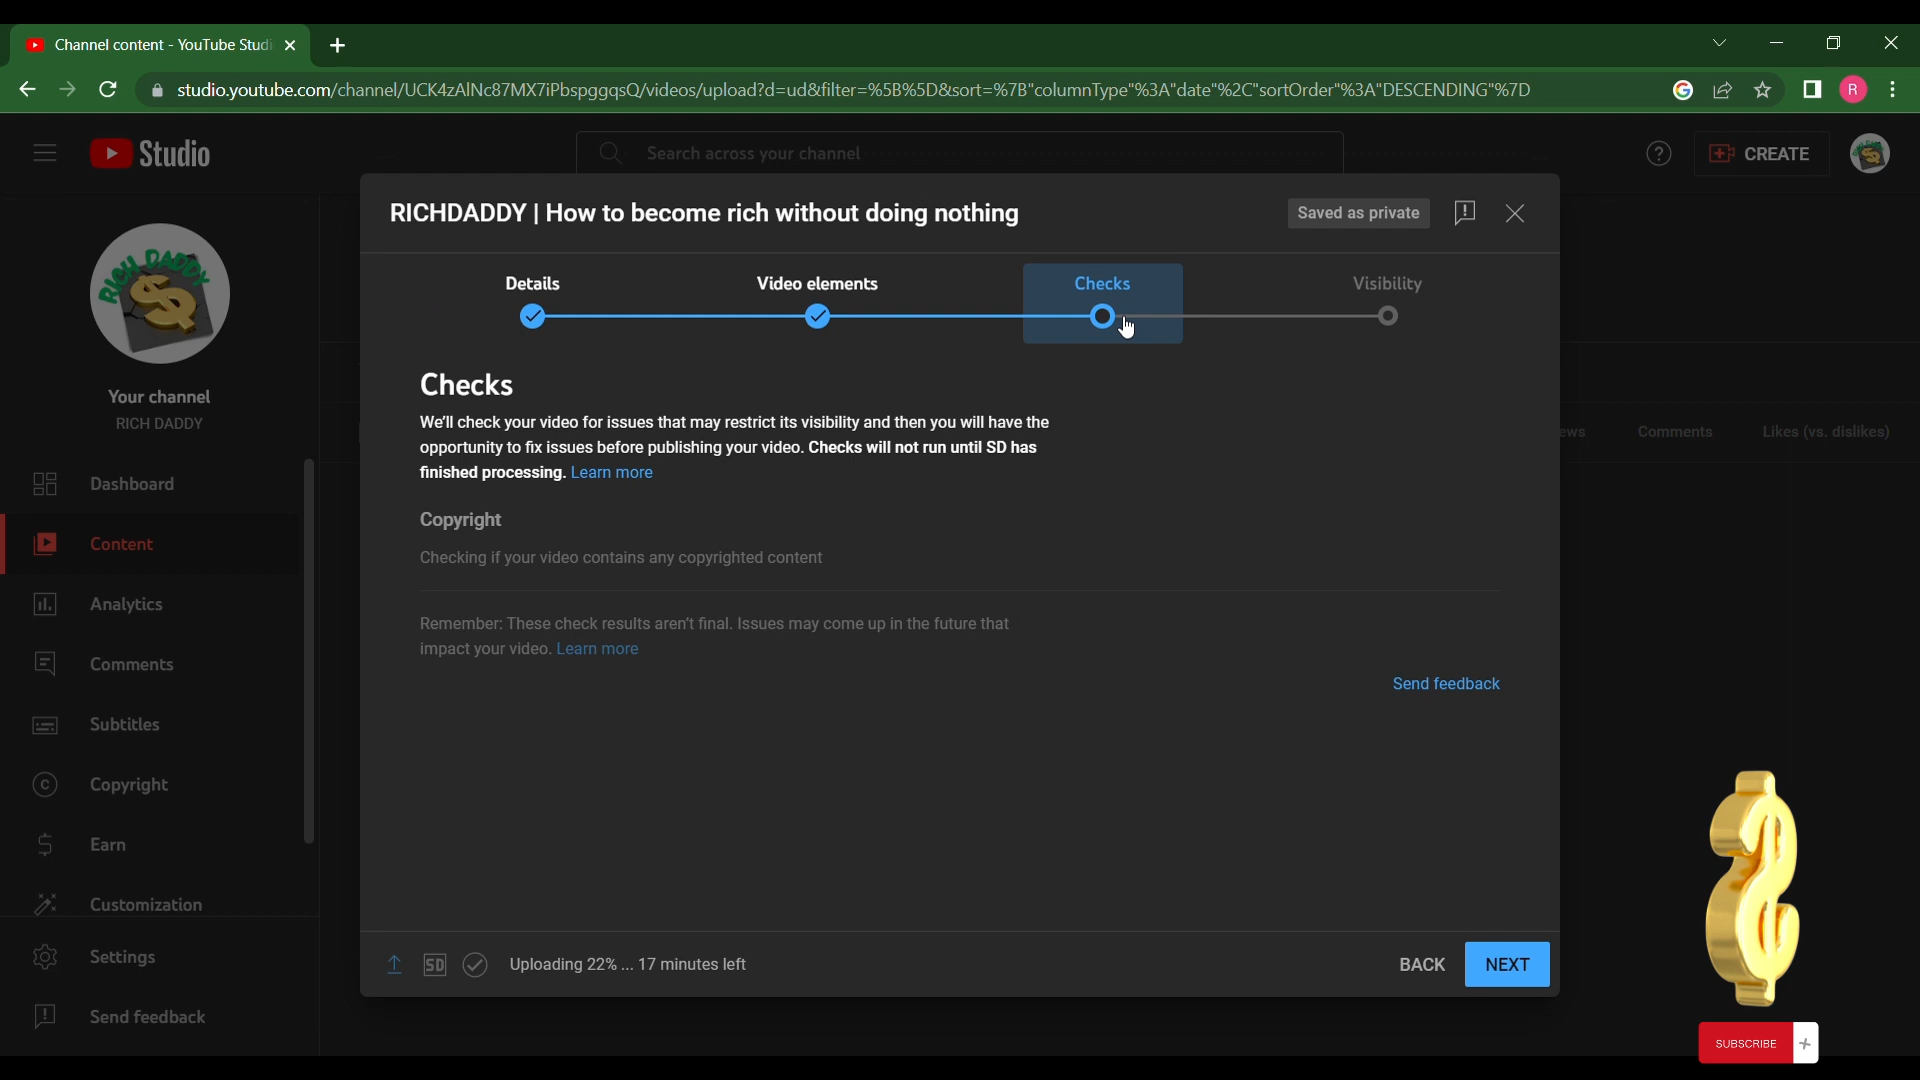 Channel content - YouTube Studi
studio.youtube.com/channel/UCK4zAlNc87MX7iPbspggqsQ/videos/upload?d=ud&filter=%5B%5D&sort=%7B"columnType"%3A"date"%2C"sortOrder"%3A"DESCENDING"%7D
R
Studio
Search across your channel
CREATE
RICH DADDY
Your channel
RICH DADDY
Dashboard
Content
Analytics
Comments
Subtitles
Copyright
Earn
Customization
Settings
Send feedback
RICHDADDY | How to become rich without doing nothing
Saved as private
Details
Video elements
Checks
Visibility
Checks
We'll check your video for issues that may restrict its visibility and then you will have the
opportunity to fix issues before publishing your video. Checks will not run until SD has
finished processing. Learn more
Copyright
Checking if your video contains any copyrighted content
Remember: These check results aren't final. Issues may come up in the future that
impact your video. Learn more
Send feedback
SD
Uploading 22% ... 17 minutes left
BACK
NEXT
ews
Comments
Likes (vs. dislikes)
SUBSCRIBE